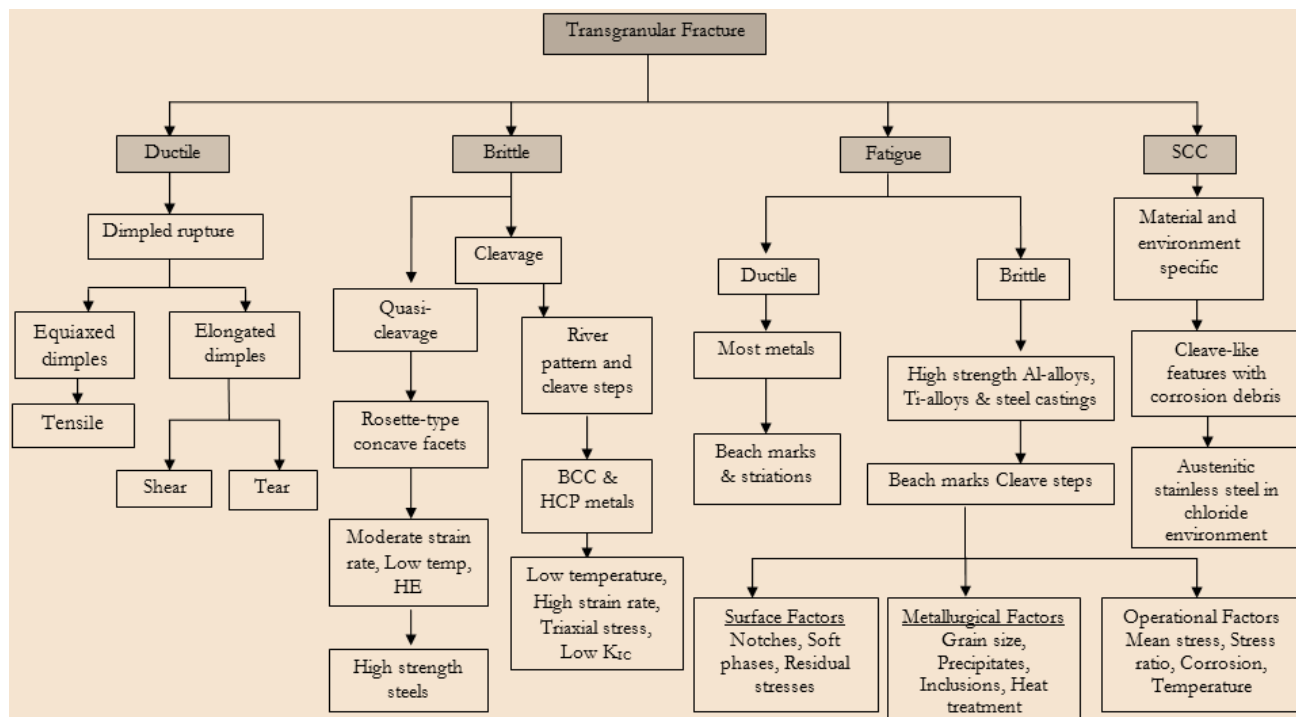 Transgranular Fracture
Ductile
Brittle
Fatigue
SCC
Dimpled rupture
Equiaxed
dimples
Elongated
dimples
Tensile
Shear
Tear
Quasi-
cleavage
Rosette-type
concave facets
Moderate strain
rate, Low temp,
HE
High strength
steels
Cleavage
River
pattern and
cleave steps
BCC &
HCP metals
Low temperature,
High strain rate,
Triaxial stress,
Low KIC
Ductile
Most metals
Beach marks
& striations
Brittle
High strength Al-alloys,
Ti-alloys & steel castings
Beach marks Cleave steps
Surface Factors
Notches, Soft
phases, Residual
stresses
Metallurgical Factors
Grain size,
Precipitates,
Inclusions, Heat
treatment
Operational Factors
Mean stress, Stress
ratio, Corrosion,
Temperature
Material and
environment
specific
Cleave-like
features with
corrosion debris
Austenitic
stainless steel in
chloride
environment